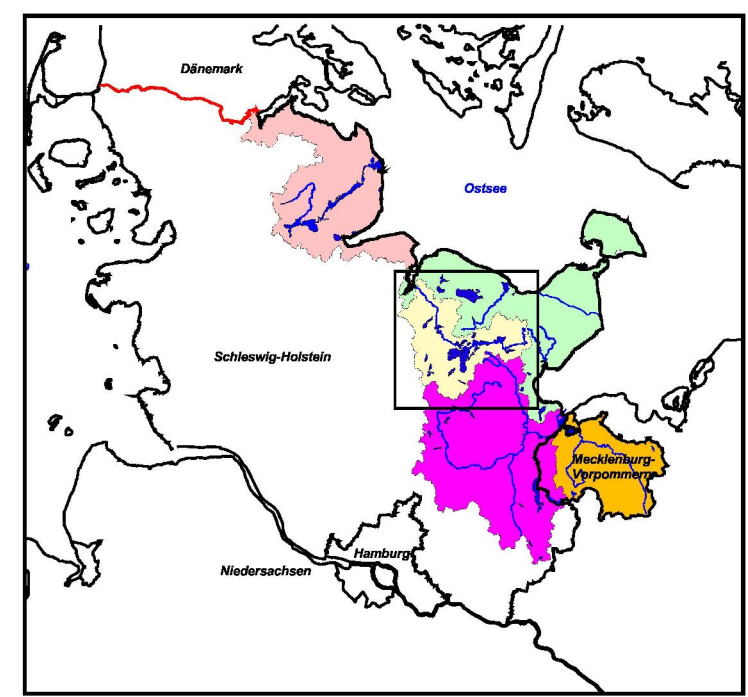 Dänemark
Ostsee
Schleswig-Holstein
Mecklenburg-
Vorpommern
Hamburg
Niedersachsen